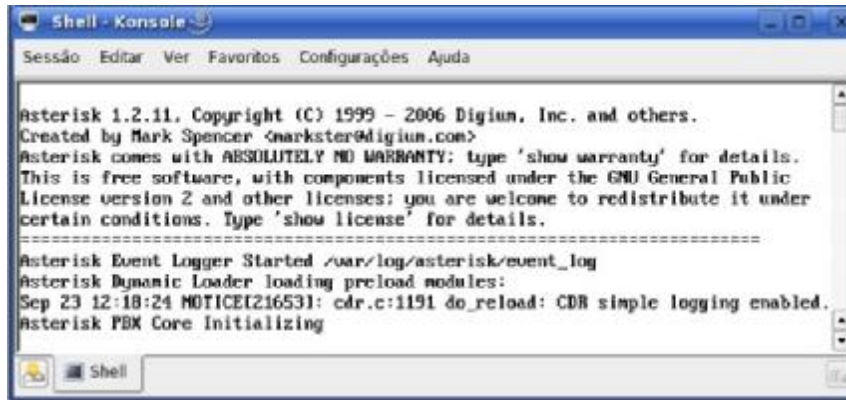 Shell - Konsole
Sessão Editar Ver Favoritos Configurações Ajuda
Asterisk 1.2.11, Copyright (C) 1999 - 2006 Digium, Inc. and others.
Created by Mark Spencer <markster@digium.com>
Asterisk comes with ABSOLUTELY NO WARRANTY; type 'show warranty' for details.
This is free software, with components licensed under the GNU General Public
License version 2 and other licenses; you are welcome to redistribute it under
certain conditions. Type 'show license' for details.
=========================================================================
Asterisk Event Logger Started /var/log/asterisk/event_log
Asterisk Dynamic Loader loading preload modules:
Sep 23 12:18:24 NOTICE[21653]: cdr.c:1191 do_reload: CDR simple logging enabled.
Asterisk PBX Core Initializing
Shell